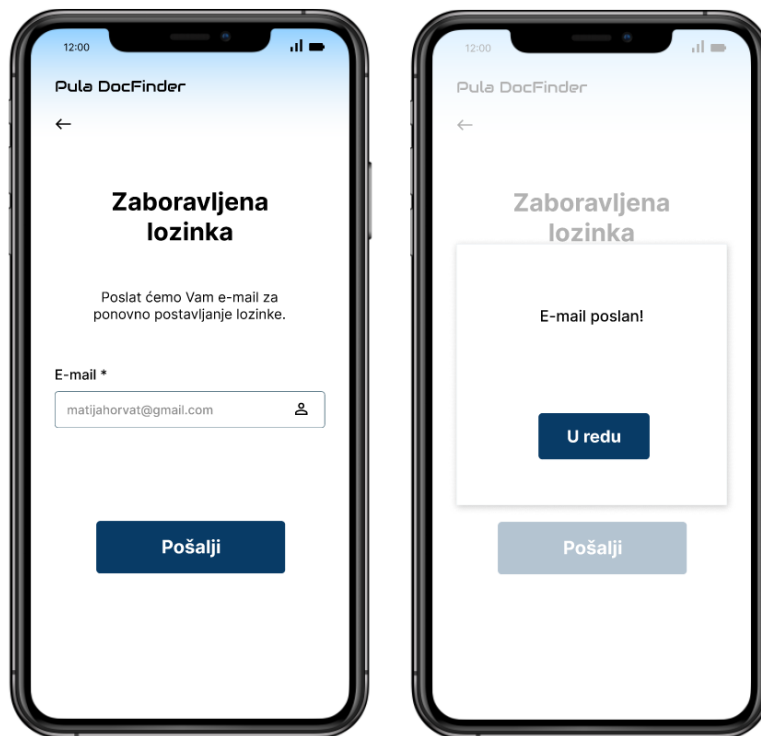 12:00
Pula DocFinder
Zaboravljena
lozinka
Poslat ćemo Vam e-mail za
ponovno postavljanje lozinke.
E-mail *
matijahorvat@gmail.com
Pošalji
12:00
Pula DocFinder
Zaboravljena
lozinka
E-mail poslan!
U redu
Pošalji